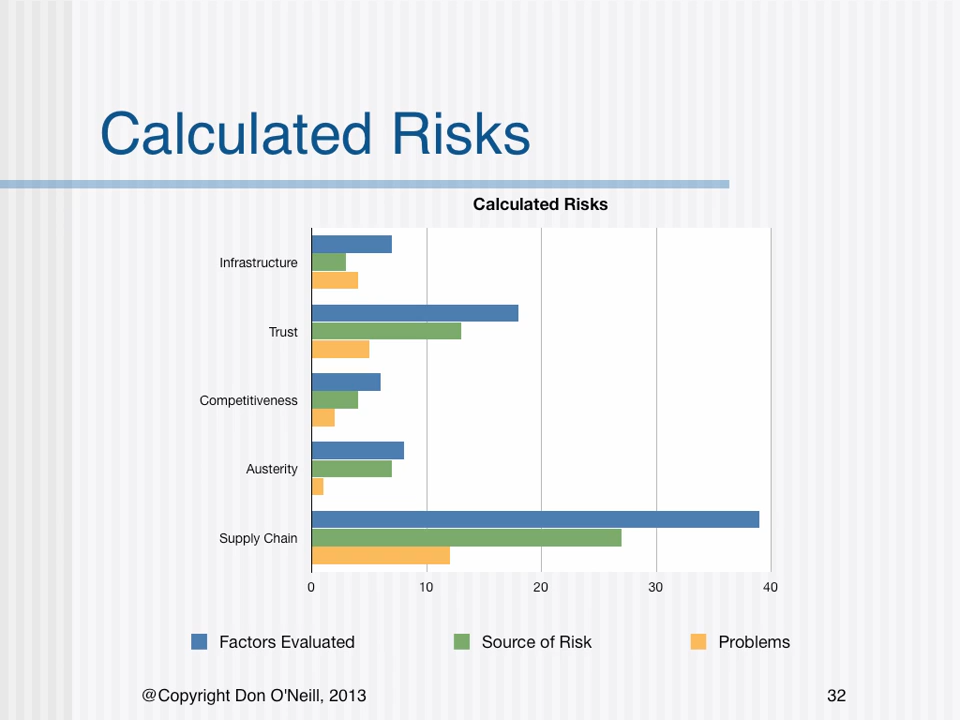 Calculated Risks
Calculated Risks
Infrastructure
Trust
Competitiveness
Austerity
Supply Chain
0 10 20 30 40
Factors Evaluated Source of Risk Problems
@Copyright Don O'Neill, 2013 32